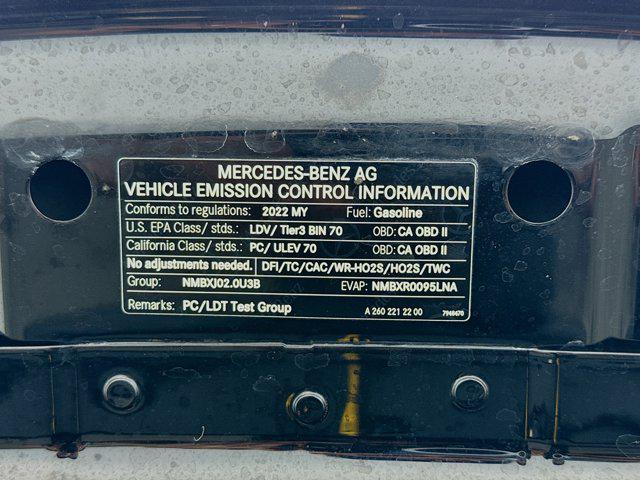 MERCEDES-BENZ AG
VEHICLE EMISSION CONTROL INFORMATION
Conforms to regulations: 2022 MY Fuel: Gasoline
U.S. EPA Class/ stds.: LDV/ Tier3 BIN 70 OBD: CA OBD II
California Class/ stds.: PC/ ULEV 70 OBD: CA OBD II
No adjustments needed. DFI/TC/CAC/WR-HO2S/HO2S/TWC
Group: NMBXJ02.0U3B EVAP: NMBXR0095LNA
Remarks: PC/LDT Test Group A 260 221 22 00 7948470